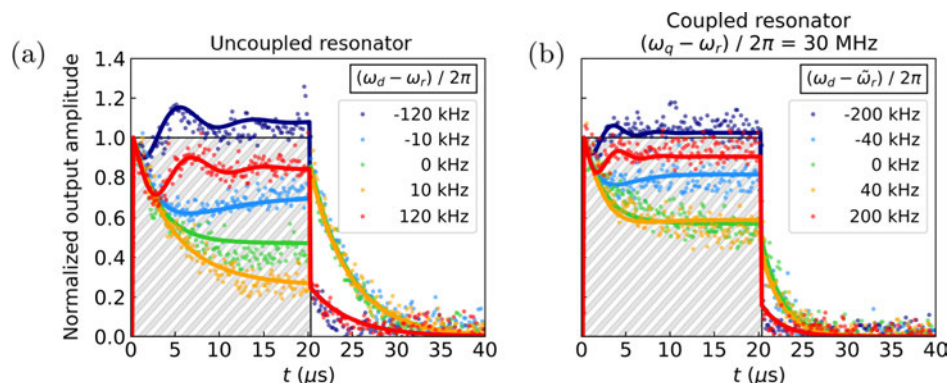 (a)
Uncoupled resonator
Normalized output amplitude
1.4
1.2
1.0
0.8
0.6
0.4
0.2
0.0
(ω_d − ω_r) / 2π
-120 kHz
-10 kHz
0 kHz
10 kHz
120 kHz
0 5 10 15 20 25 30 35 40
t (μs)
(b)
Coupled resonator
(ω_q − ω_r) / 2π = 30 MHz
(ω_d − ω̃_r) / 2π
-200 kHz
-40 kHz
0 kHz
40 kHz
200 kHz
0 5 10 15 20 25 30 35 40
t (μs)